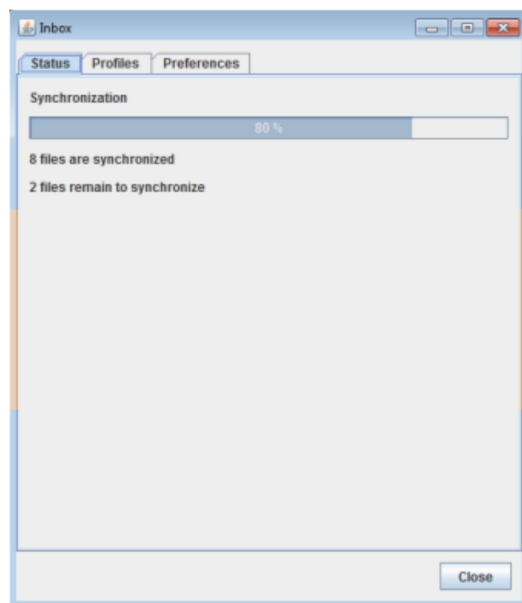 Inbox
Status Profiles Preferences
Synchronization
80 %
8 files are synchronized
2 files remain to synchronize
Close